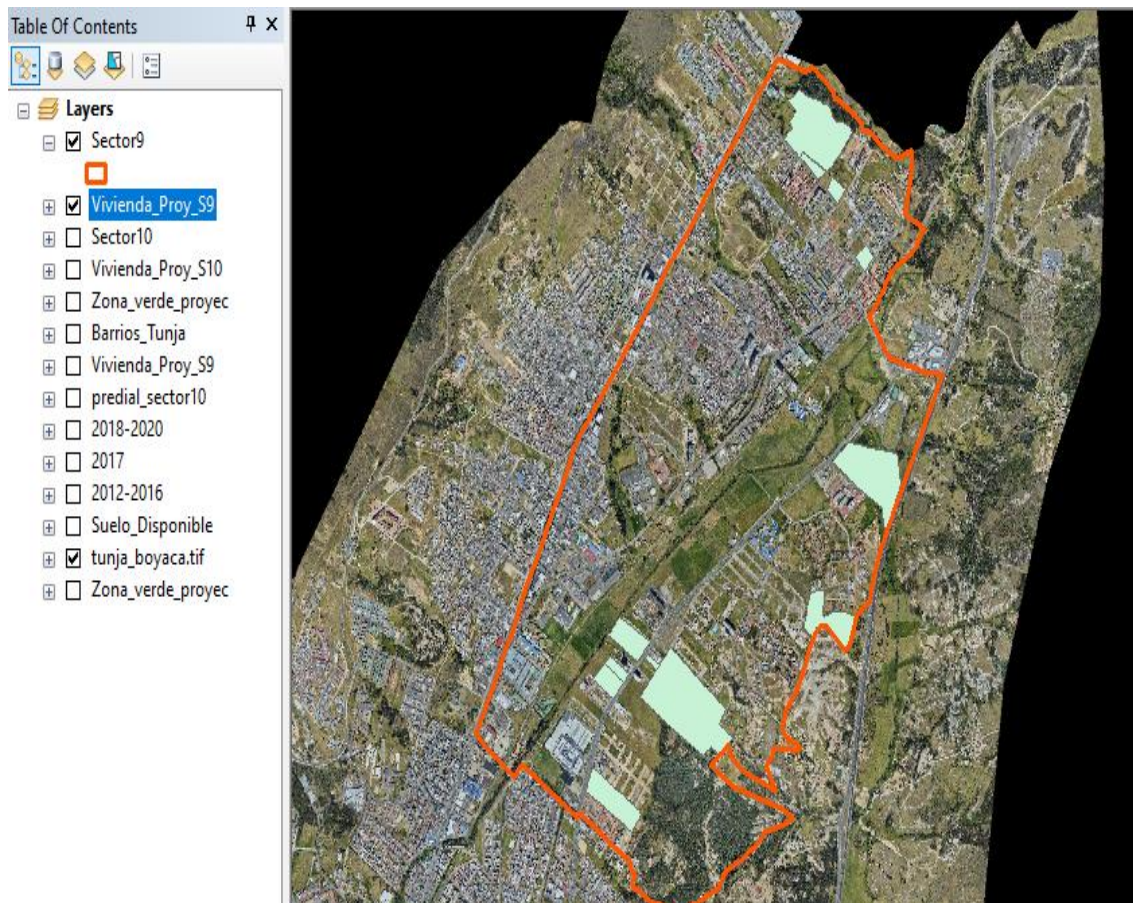 Table Of Contents
Layers
Sector9
Vivienda_Proy_S9
Sector10
Vivienda_Proy_S10
Zona_verde_proyec
Barrios_Tunja
Vivienda_Proy_S9
predial_sector10
2018-2020
2017
2012-2016
Suelo_Disponible
tunja_boyaca.tif
Zona_verde_proyec